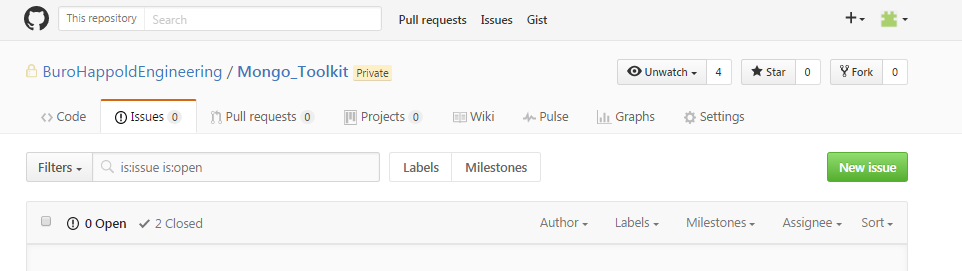 This repository Search Pull requests Issues Gist
BuroHappoldEngineering / Mongo_Toolkit Private Unwatch 4 Star 0 Fork 0
Code Issues 0 Pull requests 0 Projects 0 Wiki Pulse Graphs Settings
Filters is:issue is:open Labels Milestones New issue
0 Open 2 Closed Author Labels Milestones Assignee Sort